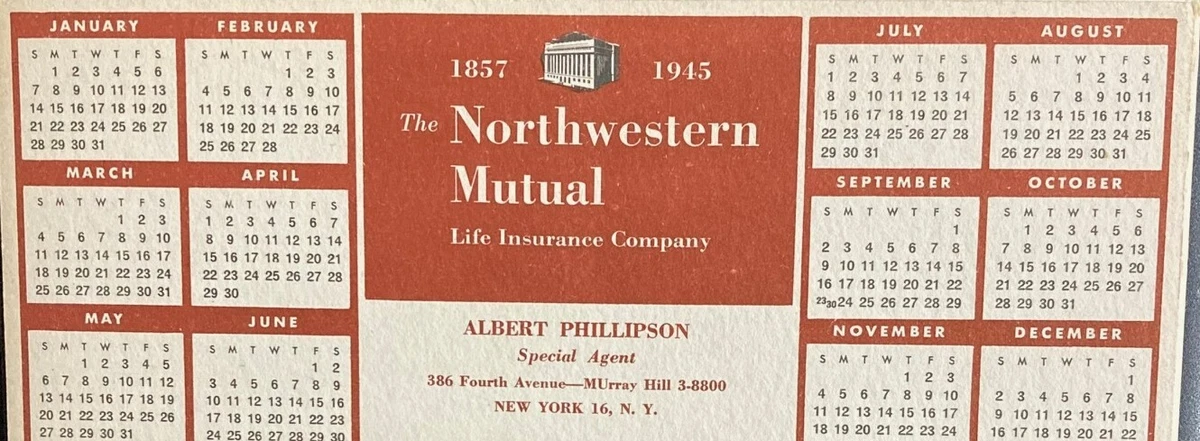 JANUARY
S M T W T F S
1 2 3 4 5 6
7 8 9 10 11 12 13
14 15 16 17 18 19 20
21 22 23 24 25 26 27
28 29 30 31
FEBRUARY
S M T W T F S
1 2 3
4 5 6 7 8 9 10
11 12 13 14 15 16 17
18 19 20 21 22 23 24
25 26 27 28
MARCH
S M T W T F S
1 2 3
4 5 6 7 8 9 10
11 12 13 14 15 16 17
18 19 20 21 22 23 24
25 26 27 28 29 30 31
APRIL
S M T W T F S
1 2 3 4 5 6 7
8 9 10 11 12 13 14
15 16 17 18 19 20 21
22 23 24 25 26 27 28
29 30
MAY
S M T W T F S
1 2 3 4 5
6 7 8 9 10 11 12
13 14 15 16 17 18 19
20 21 22 23 24 25 26
27 28 29 30 31
JUNE
S M T W T F S
1 2
3 4 5 6 7 8 9
10 11 12 13 14 15 16
17 18 19 20 21 22 23
24 25 26 27 28 29 30
1857 1945
The Northwestern
Mutual
Life Insurance Company
ALBERT PHILLIPSON
Special Agent
386 Fourth Avenue—MUrray Hill 3-8800
NEW YORK 16, N. Y.
JULY
S M T W T F S
1 2 3 4 5 6 7
8 9 10 11 12 13 14
15 16 17 18 19 20 21
22 23 24 25 26 27 28
29 30 31
AUGUST
S M T W T F S
1 2 3 4
5 6 7 8 9 10 11
12 13 14 15 16 17 18
19 20 21 22 23 24 25
26 27 28 29 30 31
SEPTEMBER
S M T W T F S
1
2 3 4 5 6 7 8
9 10 11 12 13 14 15
16 17 18 19 20 21 22
23 30 24 25 26 27 28 29
OCTOBER
S M T W T F S
1 2 3 4 5 6
7 8 9 10 11 12 13
14 15 16 17 18 19 20
21 22 23 24 25 26 27
28 29 30 31
NOVEMBER
S M T W T F S
1 2 3
4 5 6 7 8 9 10
11 12 13 14 15 16 17
18 19 20 21 22 23 24
DECEMBER
S M T W T F S
1
2 3 4 5 6 7 8
9 10 11 12 13 14 15
16 17 18 19 20 21 22